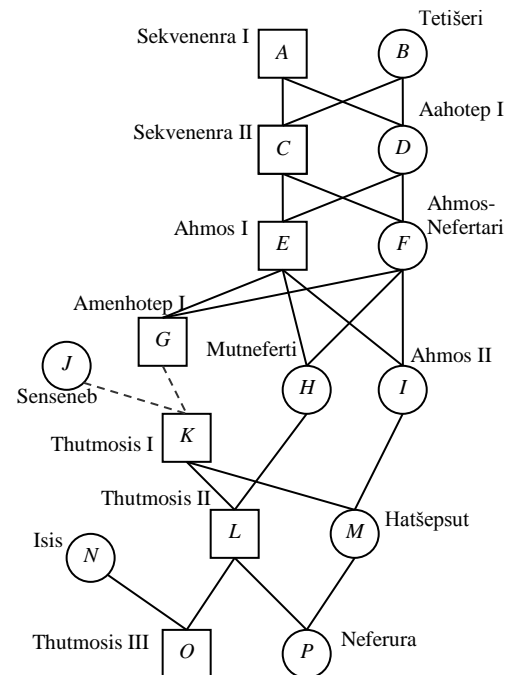 Tetišeri
Sekvenenra I
A
B
Aahotep I
Sekvenenra II
C
D
Ahmos-
Nefertari
Ahmos I
E
F
Amenhotep I
G
Mutneferti
Ahmos II
J
H
I
Senseneb
K
Thutmosis I
Thutmosis II
L
M
Hatšepsut
Isis
N
Thutmosis III
O
P
Neferura